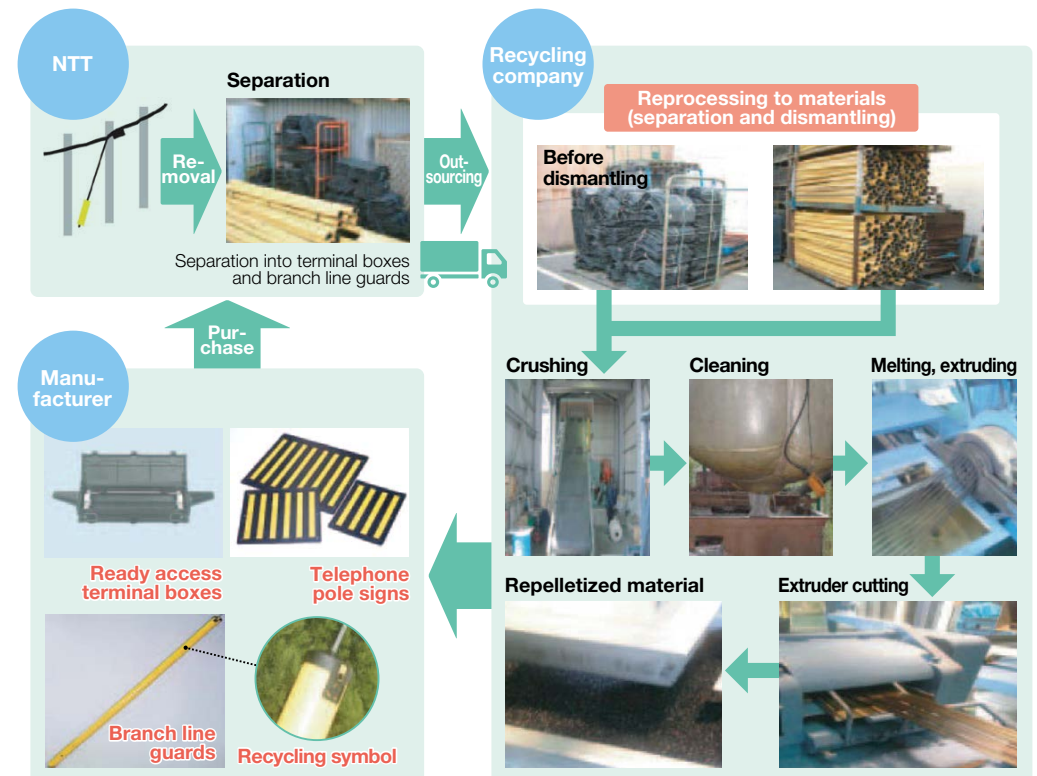 NTT
Separation
Re-
moval
Out-
sourcing
Separation into terminal boxes
and branch line guards
Recycling
company
Reprocessing to materials
(separation and dismantling)
Before
dismantling
Crushing
Cleaning
Melting, extruding
Extruder cutting
Repelletized material
Pur-
chase
Manu-
facturer
Ready access
terminal boxes
Telephone
pole signs
Branch line
guards
Recycling symbol